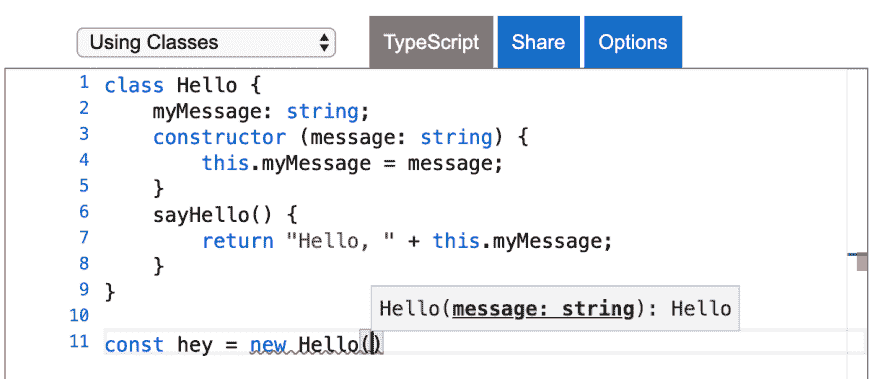 Using Classes TypeScript Share Options
1 class Hello {
2     myMessage: string;
3     constructor (message: string) {
4         this.myMessage = message;
5     }
6     sayHello() {
7         return "Hello, " + this.myMessage;
8     }
9 }
Hello(message: string): Hello
10
11 const hey = new Hello()